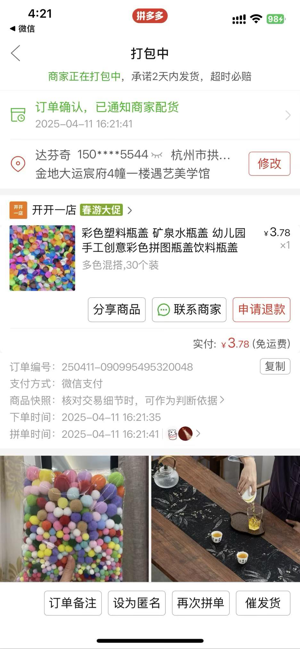 4:21
拼多多
98
微信
打包中
商家正在打包中，承诺2天内发货，超时必赔
订单确认，已通知商家配货
2025-04-11 16:21:41
达芬奇 150****5544 杭州市拱...
金地大运宸府4幢一楼遇艺美学馆
修改
开开一店 春游大促
彩色塑料瓶盖 矿泉水瓶盖 幼儿园 ¥3.78
手工创意彩色拼图瓶盖饮料瓶盖 ×1
多色混搭,30个装
分享商品 联系商家 申请退款
实付: ¥3.78 (免运费)
订单编号: 250411-090995495320048 复制
支付方式: 微信支付
商品快照: 核对交易细节时，可作为判断依据
下单时间: 2025-04-11 16:21:35
拼单时间: 2025-04-11 16:21:41
订单备注 设为匿名 再次拼单 催发货